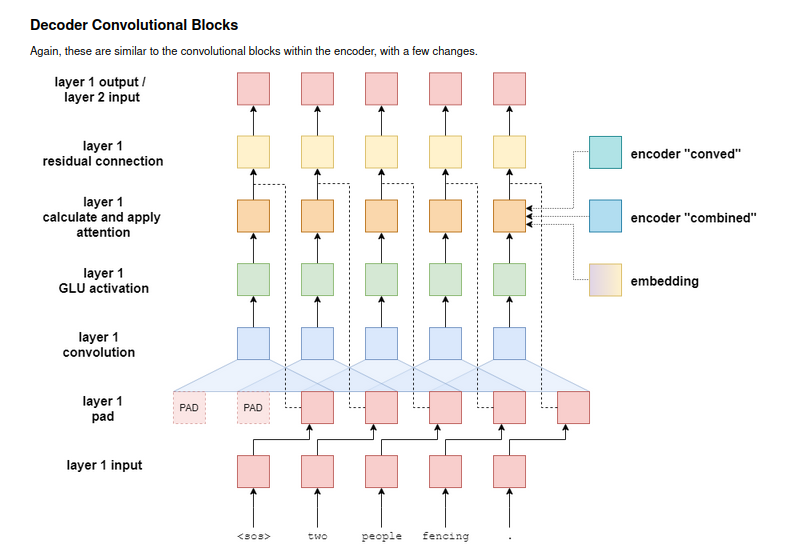 Decoder Convolutional Blocks
Again, these are similar to the convolutional blocks within the encoder, with a few changes.
layer 1 output /
layer 2 input
layer 1
residual connection
encoder "conved"
layer 1
calculate and apply
attention
encoder "combined"
layer 1
GLU activation
embedding
layer 1
convolution
layer 1
pad
PAD
PAD
layer 1 input
<sos> two people fencing .